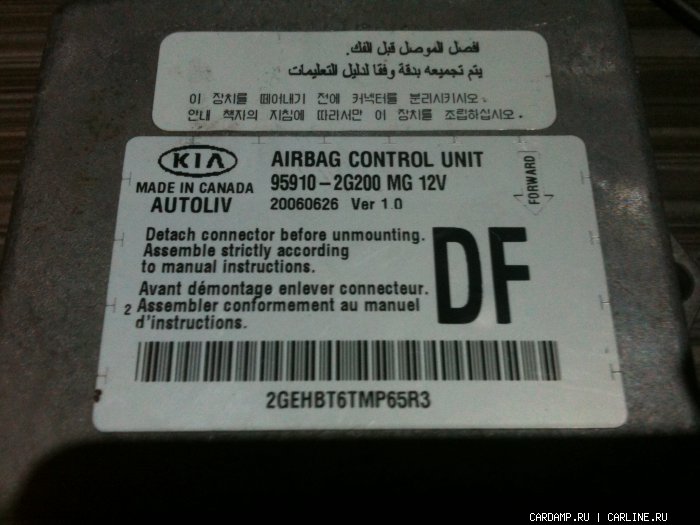 افصل الموصل قبل الفك.
يتم تجميعه بدقة وفقا لدليل التعليمات
이 장치를 떼어내기 전에 커넥터를 분리시키시오.
안내 책자의 지침에 따라서만 이 장치를 조립하십시오.
KIA
AIRBAG CONTROL UNIT
95910-2G200 MG 12V
MADE IN CANADA
AUTOLIV
20060626 Ver 1.0
FORWARD
Detach connector before unmounting.
Assemble strictly according
to manual instructions.
DF
Avant démontage enlever connecteur.
2 Assembler conformement au manuel
d'instructions.
2GEHBT6TMP65R3
CARDAMP.RU | CARLINE.RU